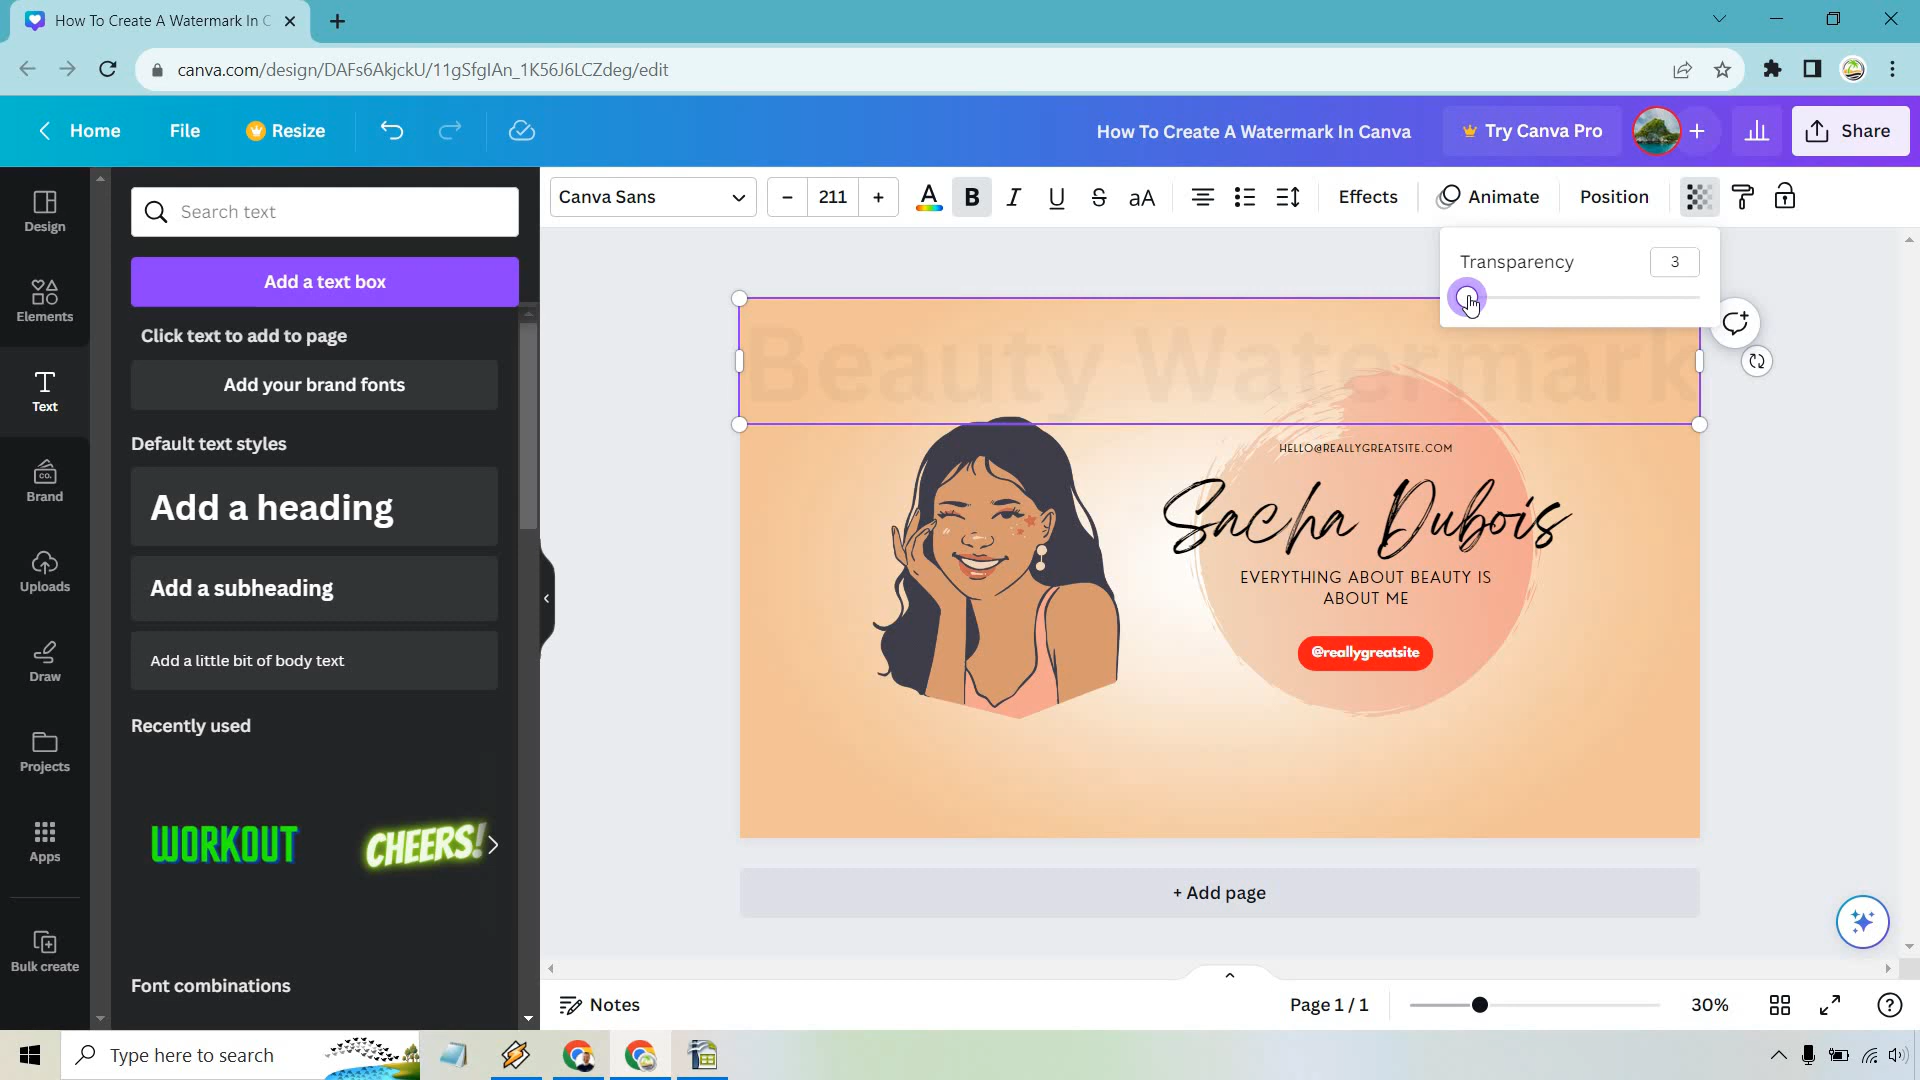 How To Create A Watermark In C
canva.com/design/DAFs6AkjckU/11gSfglAn_1K56J6LCZdeg/edit
Home
File
Resize
How To Create A Watermark In Canva
Try Canva Pro
Share
Design
Elements
Text
Brand
Uploads
Draw
Projects
Apps
Bulk create
Search text
Add a text box
Click text to add to page
Add your brand fonts
Default text styles
Add a heading
Add a subheading
Add a little bit of body text
Recently used
WORKOUT
CHEERS!
Font combinations
Canva Sans
211
A
B
I
U
S
aA
Effects
Animate
Position
Transparency
3
Beauty Watermark
HELLO@REALLYGREATSITE.COM
Sacha Dubois
EVERYTHING ABOUT BEAUTY IS
ABOUT ME
@reallygreatsite
+ Add page
Notes
Page 1 / 1
30%
Type here to search